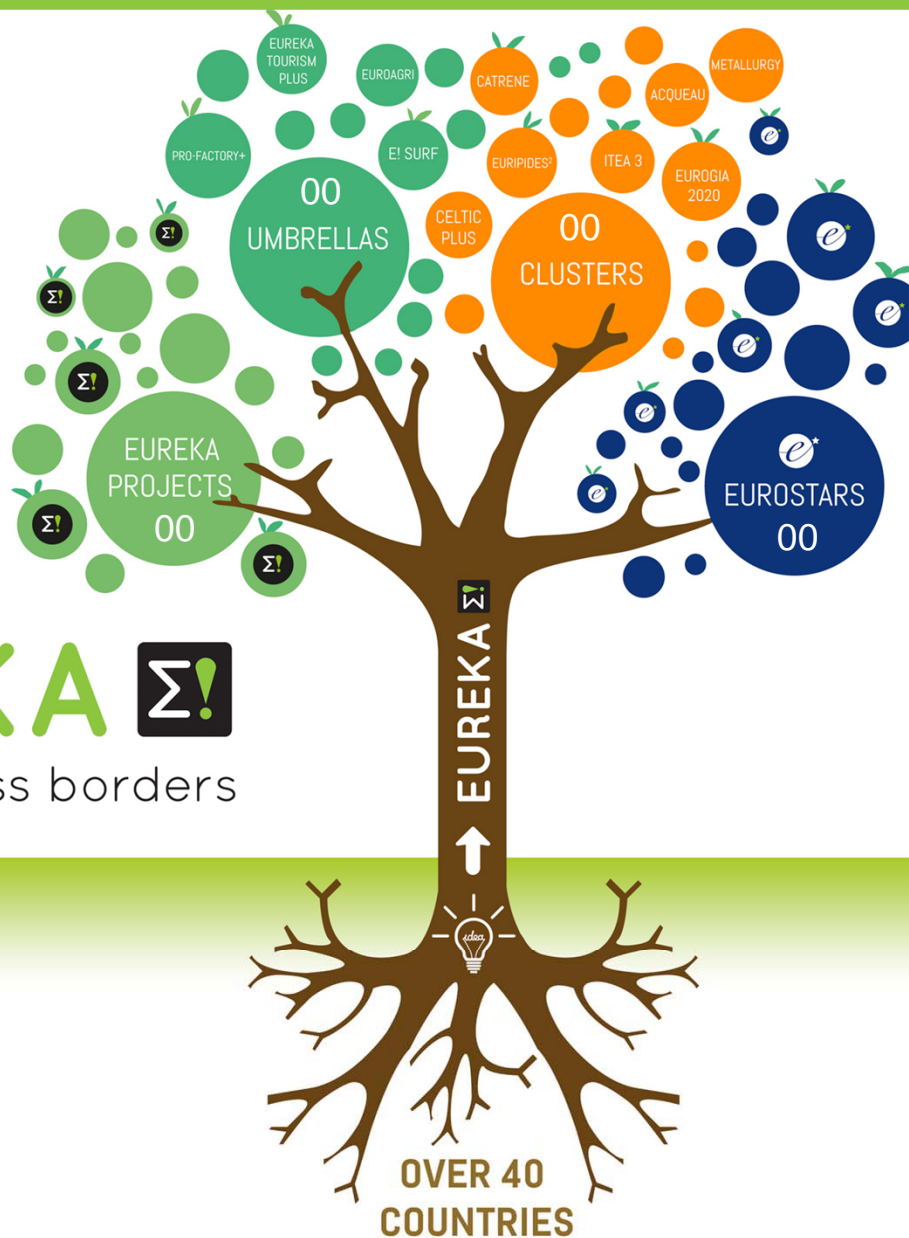 EUREKA
TOURISM
PLUS
EUROAGRI
CATRENE
METALLURGY
ACQUEAU
PRO-FACTORY+
E! SURF
EURIPIDES²
ITEA 3
EUROGIA
2020
00
UMBRELLAS
CELTIC
PLUS
00
CLUSTERS
Σ!
Σ!
Σ!
e
e
e
e
e
e
EUREKA
PROJECTS
00
Σ!
Σ!
e
EUROSTARS
00
KA Σ!
ss borders
EUREKA Σ!
idea
OVER 40
COUNTRIES